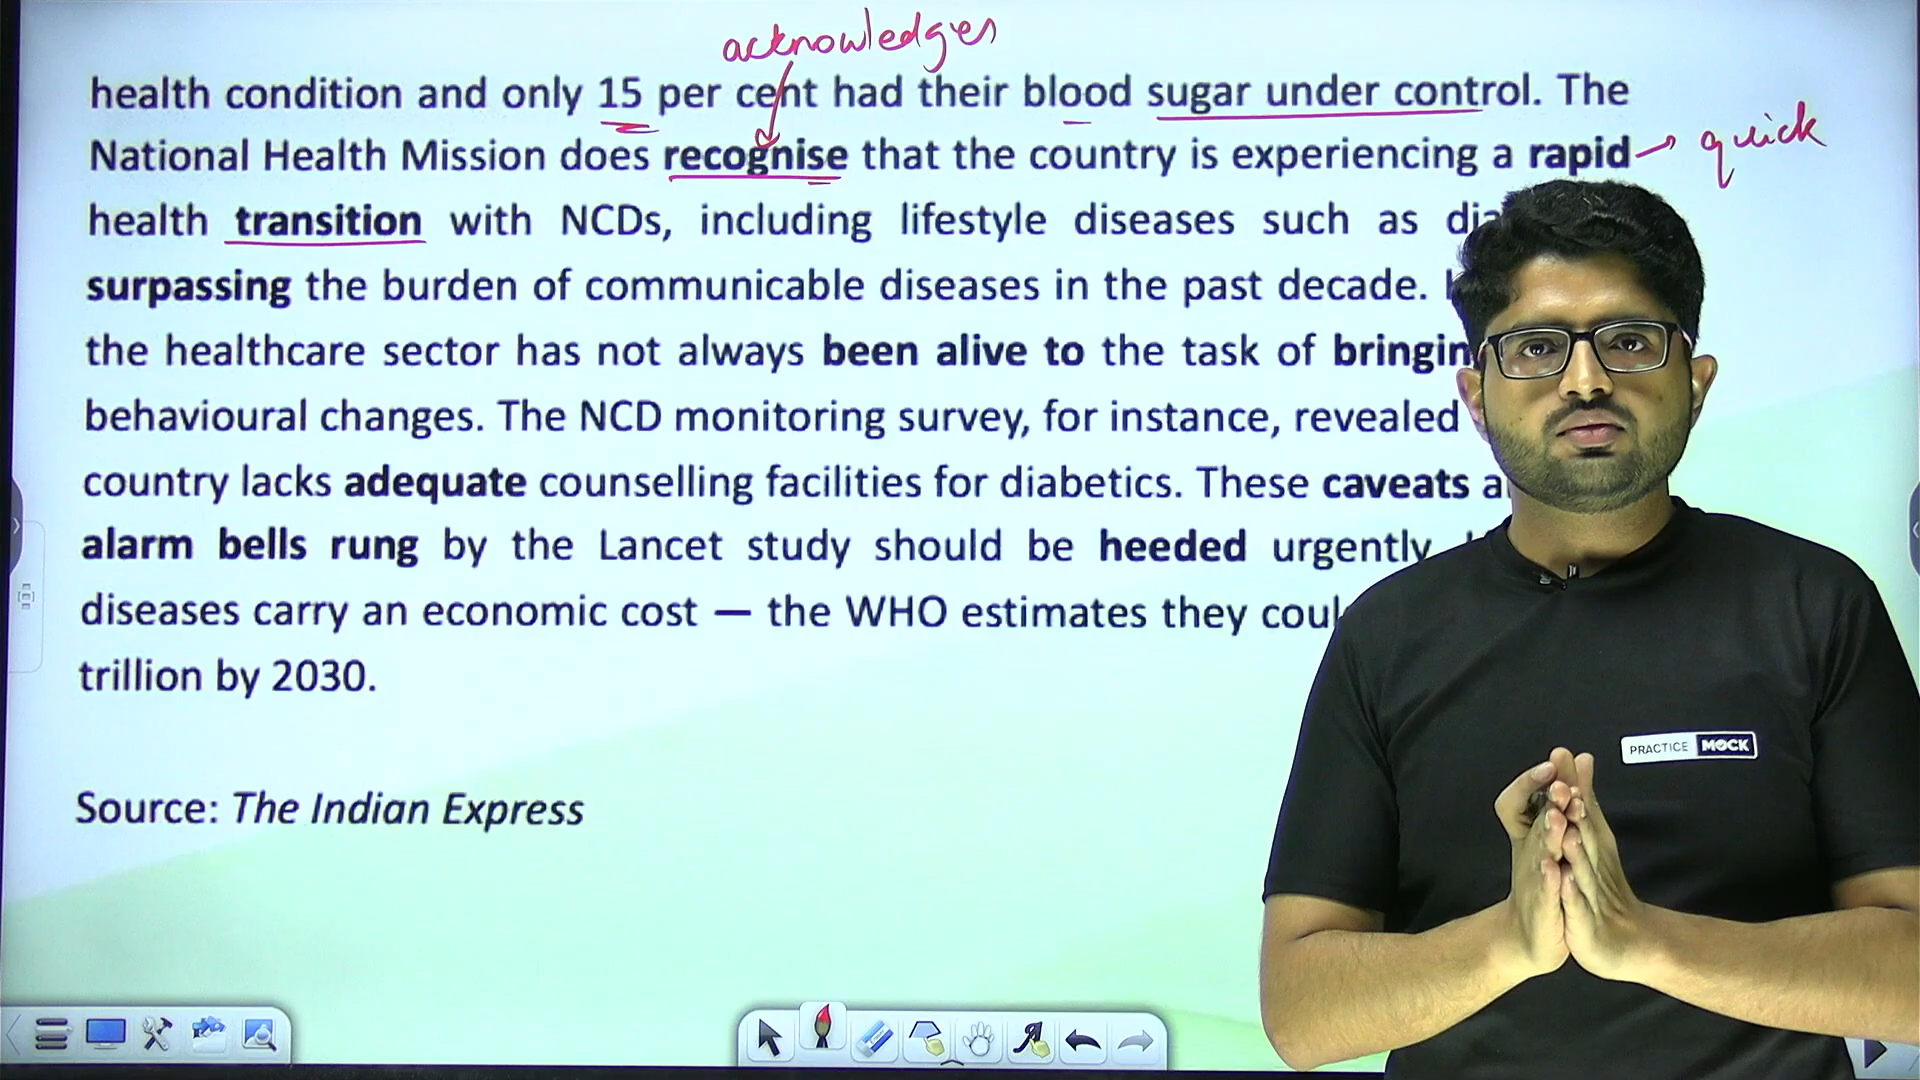 acknowledges
health condition and only 15 per cent had their blood sugar under control. The
National Health Mission does recognise that the country is experiencing a rapid
quick
health transition with NCDs, including lifestyle diseases such as
surpassing the burden of communicable diseases in the past decade.
the healthcare sector has not always been alive to the task of
behavioural changes. The NCD monitoring survey, for instance, revealed
country lacks adequate counselling facilities for diabetics. These caveats
alarm bells rung by the Lancet study should be heeded urgently
diseases carry an economic cost — the WHO estimates they
trillion by 2030.
PRACTICE MOCK
Source: The Indian Express